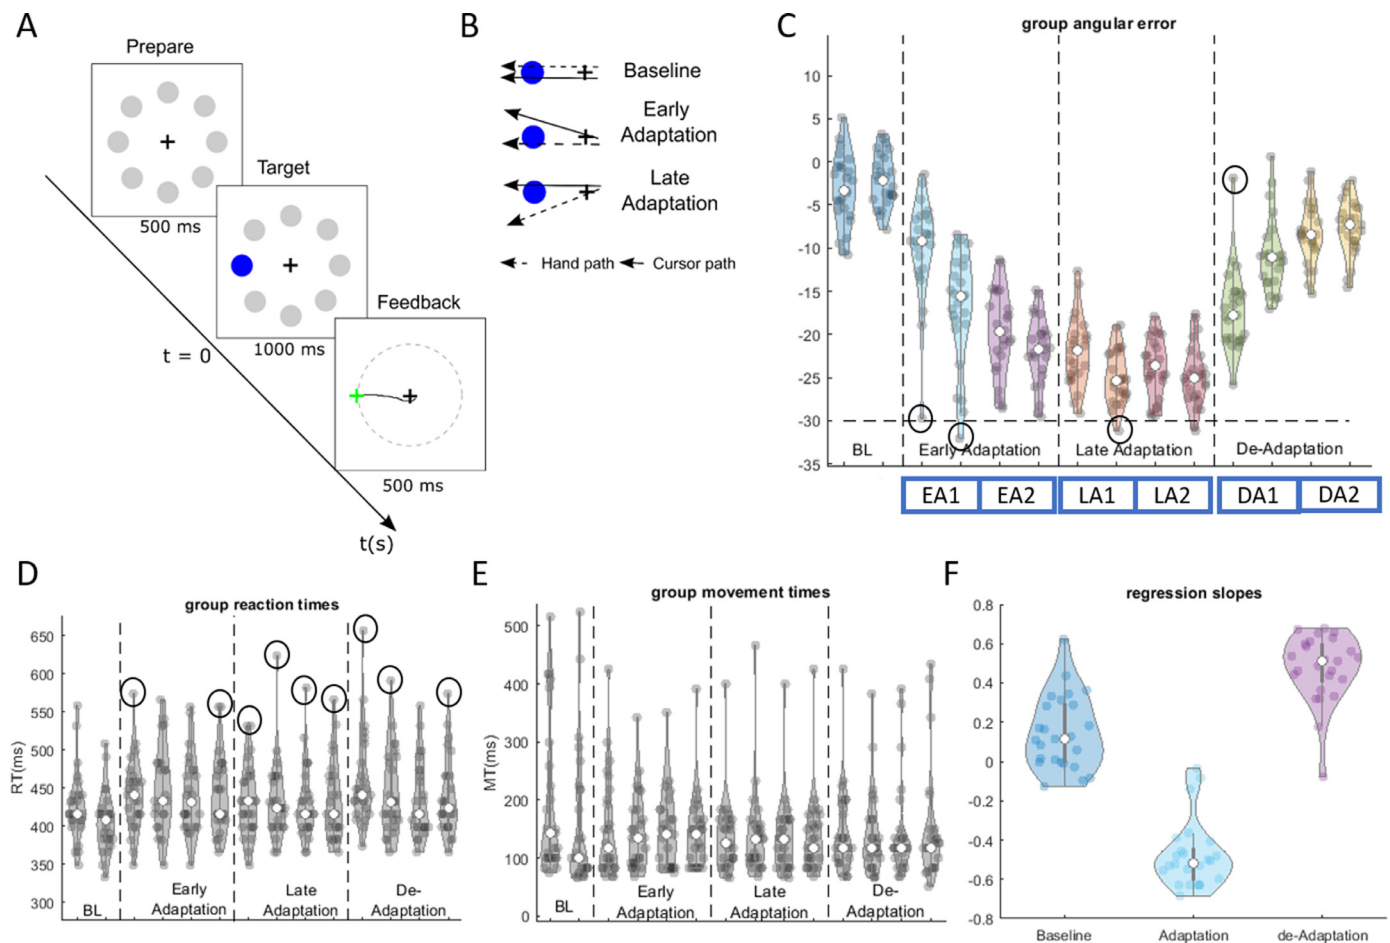 A
Prepare
500 ms
Target
1000 ms
Feedback
500 ms
t = 0
t(s)
B
Baseline
Early
Adaptation
Late
Adaptation
Hand path
Cursor path
C
group angular error
10
5
0
-5
-10
-15
-20
-25
-30
-35
BL
Early Adaptation
Late Adaptation
De-Adaptation
EA1 EA2 LA1 LA2 DA1 DA2
D
group reaction times
RT(ms)
650
600
550
500
450
400
350
300
BL
Early
Adaptation
Late
Adaptation
De-
Adaptation
E
group movement times
MT(ms)
500
400
300
200
100
0
BL
Early
Adaptation
Late
Adaptation
De-
Adaptation
F
regression slopes
0.8
0.6
0.4
0.2
0
-0.2
-0.4
-0.6
-0.8
Baseline
Adaptation
de-Adaptation